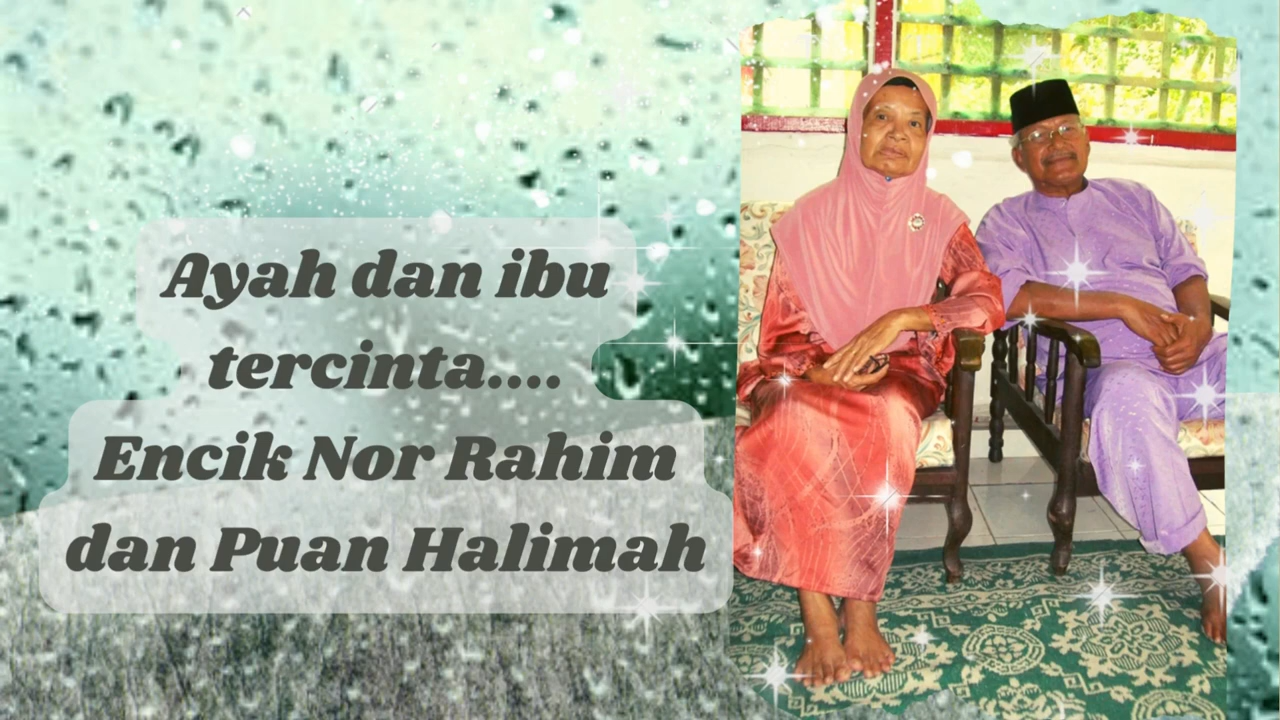 Ayah dan ibu
tercinta....
Encik Nor Rahim
dan Puan Halimah